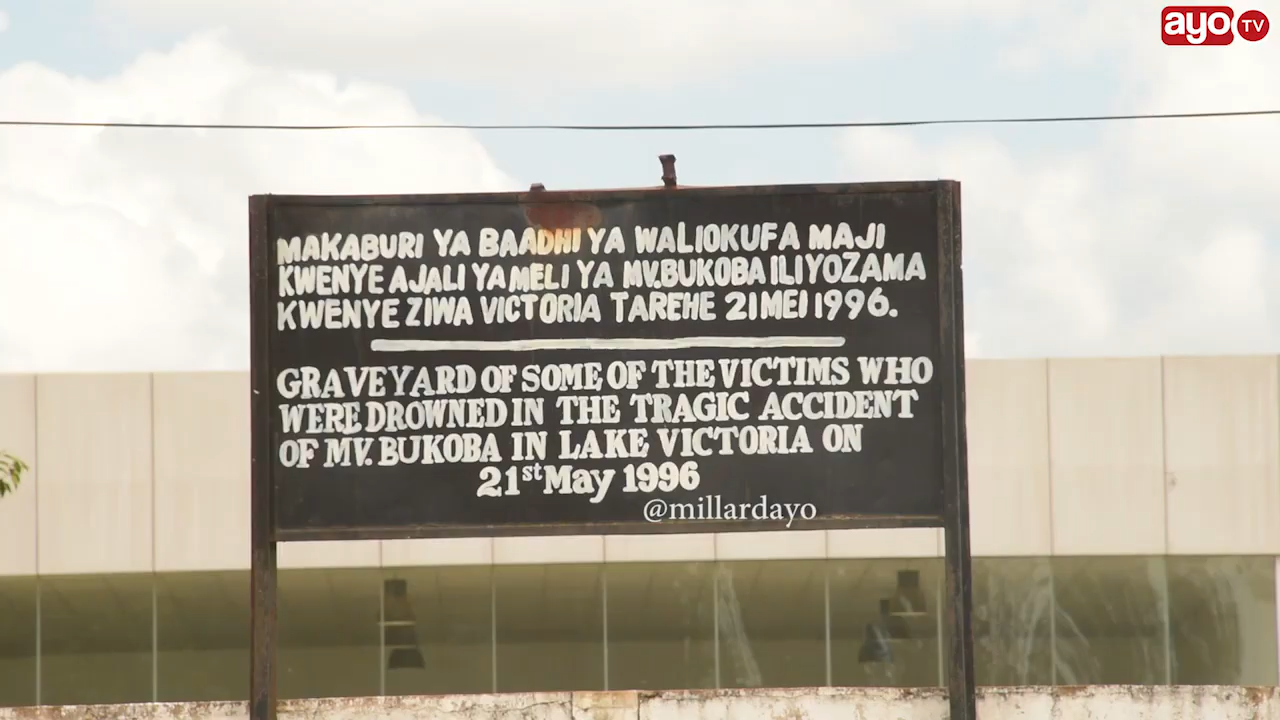 ayo TV
MAKABURI YA BAADHI YA WALIOKUFA MAJI
KWENYE AJALI YA MELI YA MV.BUKOBA ILIYOZAMA
KWENYE ZIWA VICTORIA TAREHE 21 MEI 1996.
GRAVEYARD OF SOME OF THE VICTIMS WHO
WERE DROWNED IN THE TRAGIC ACCIDENT
OF MV. BUKOBA IN LAKE VICTORIA ON
21st May 1996
@millardayo